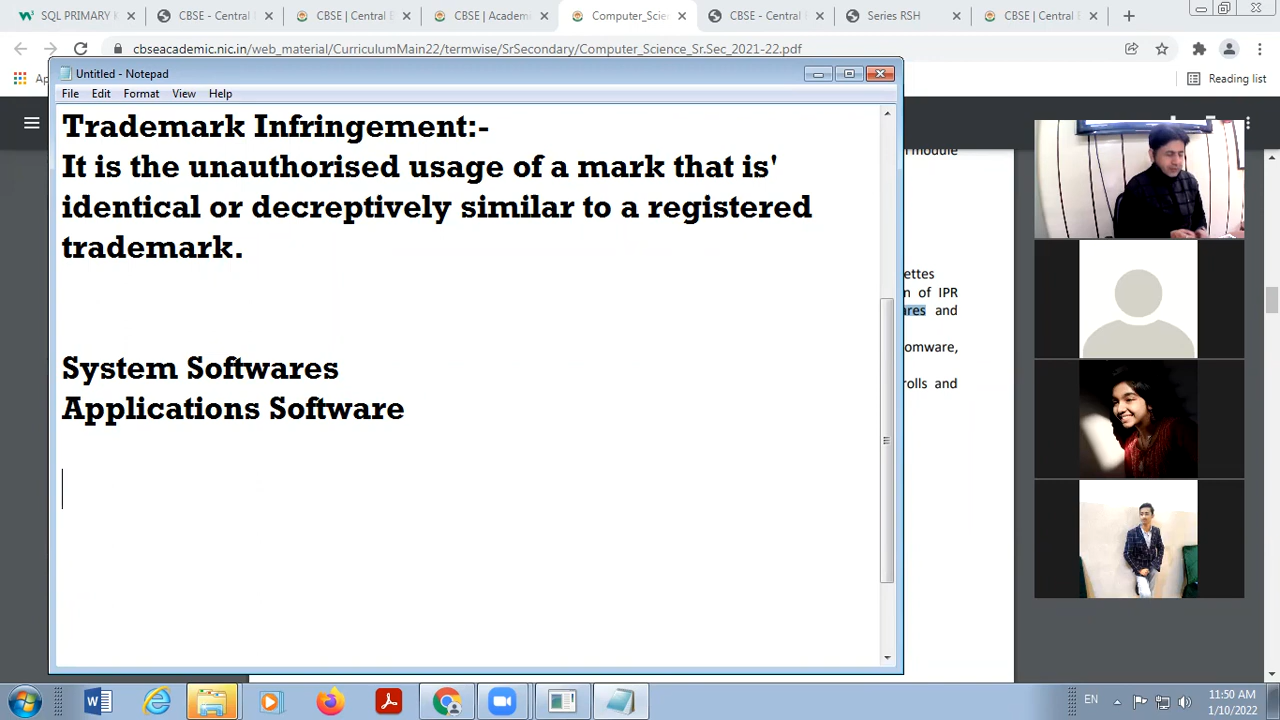 SQL PRIMARY K
CBSE - Central
CBSE | Central E
CBSE | Academ
Computer_Scie
CBSE - Central
Series RSH
CBSE | Central
cbseacademic.nic.in/web_material/CurriculumMain22/termwise/SrSecondary/Computer_Science_Sr.Sec_2021-22.pdf
Ap
Reading list
Untitled - Notepad
File Edit Format View Help
Trademark Infringement:-
It is the unauthorised usage of a mark that is'
identical or decreptively similar to a registered
trademark.
System Softwares
Applications Software
module
ettes
n of IPR
ares and
omware,
rolls and
EN
11:50 AM
1/10/2022